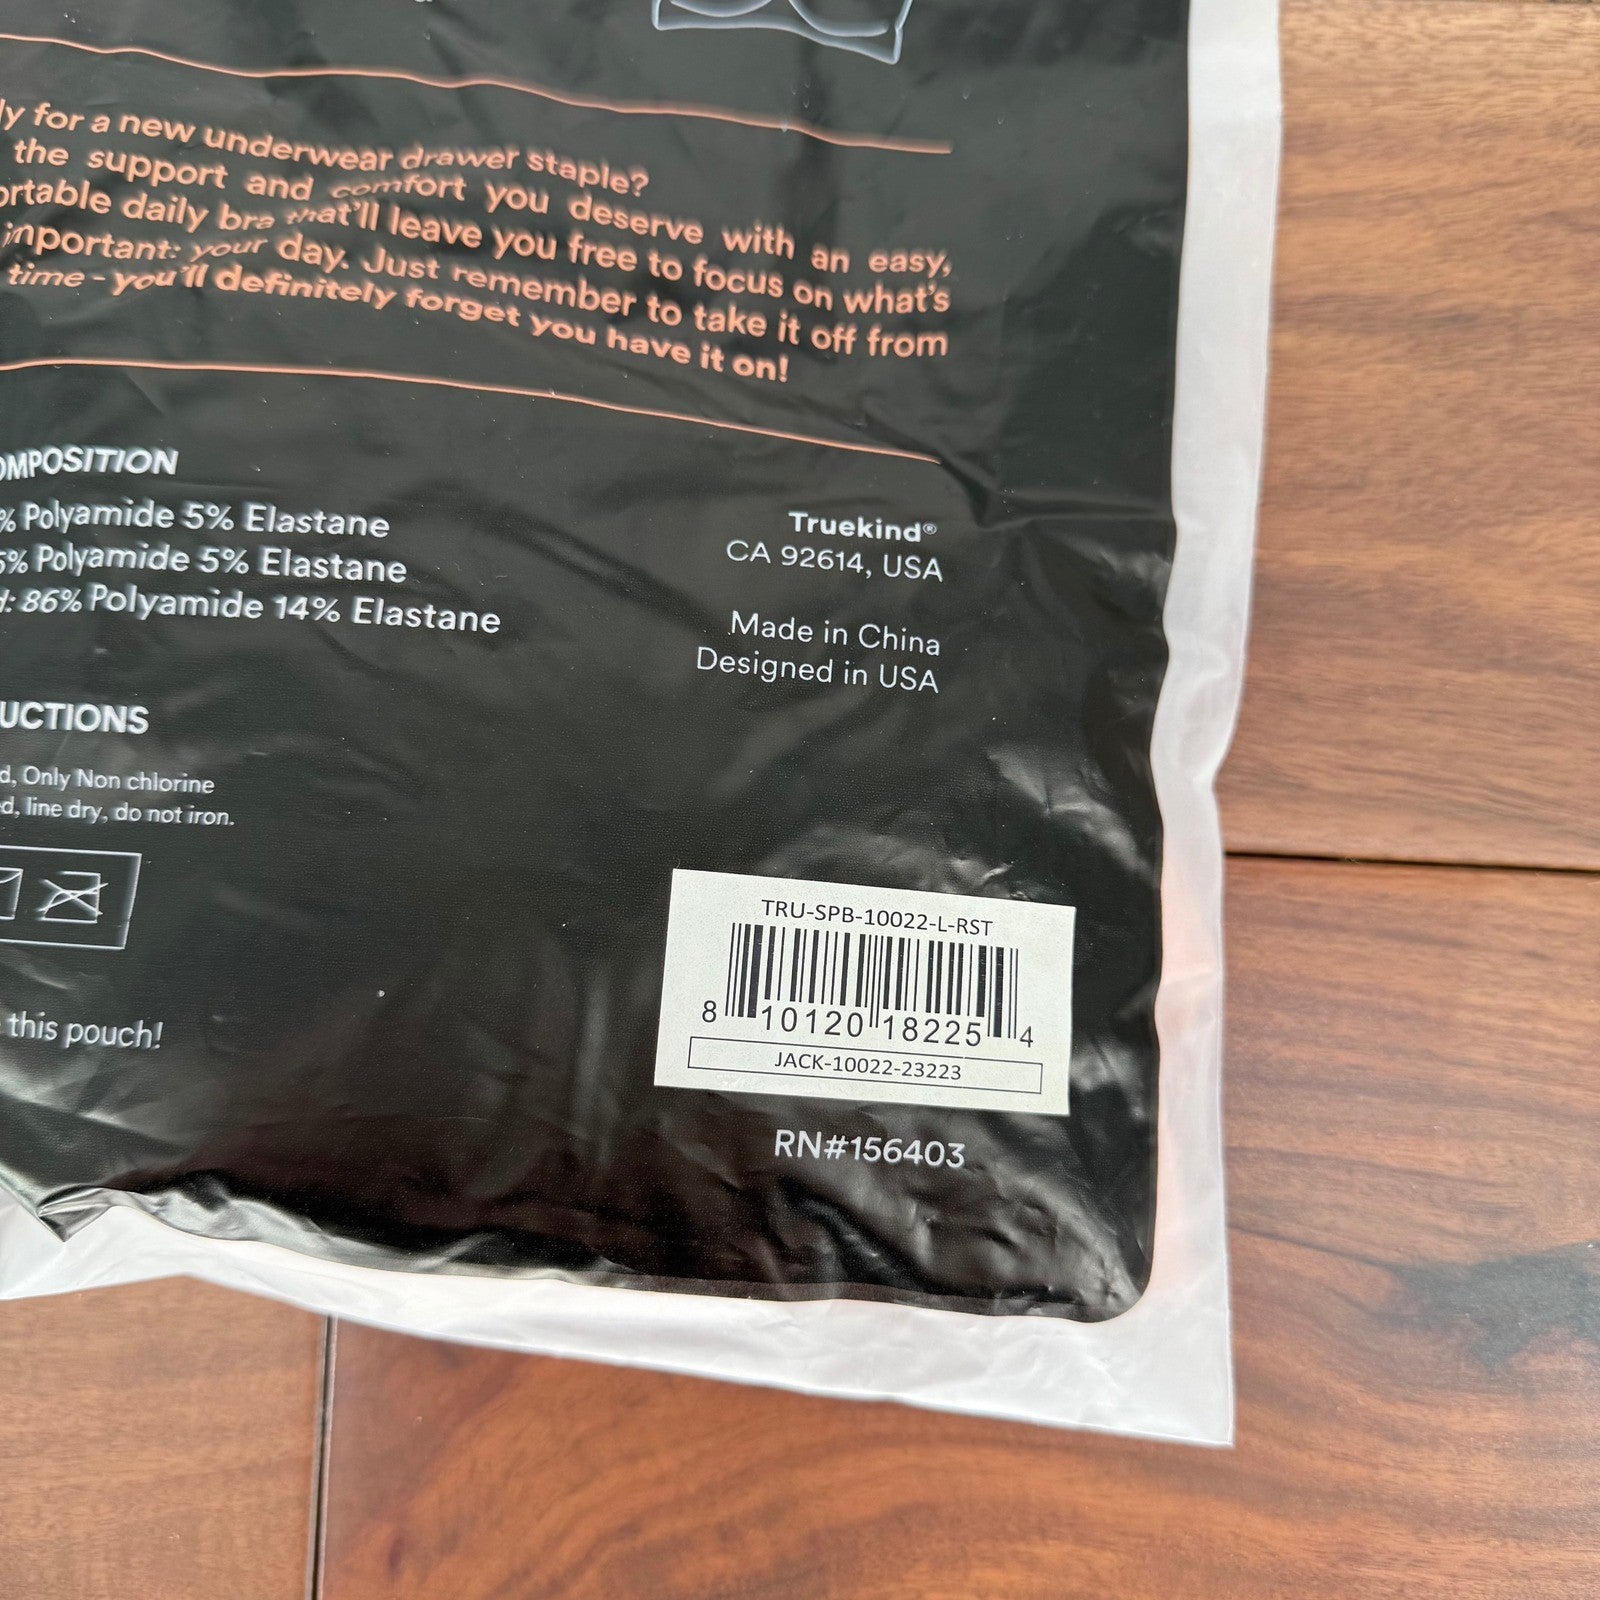 for a new underwear drawer staple?
the support and comfort you deserve with an easy,
daily bra that'll leave you free to focus on what's
important: your day. Just remember to take it off from
time - you'll definitely forget you have it on!
OMPOSITION
% Polyamide 5% Elastane
5% Polyamide 5% Elastane
86% Polyamide 14% Elastane
Truekind®
CA 92614, USA
Made in China
Designed in USA
UCTIONS
d, Only Non chlorine
d, line dry, do not iron.
this pouch!
TRU-SPB-10022-L-RST
8 10120 18225 4
JACK-10022-23223
RN#156403